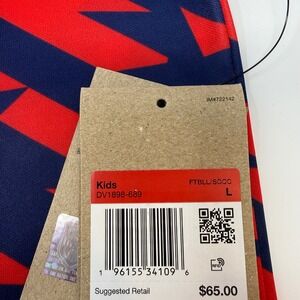 IM4722142
Kids
FTBLL/SOCC
DV1898-689
L
1 96155 34109 6
Suggested Retail
$65.00